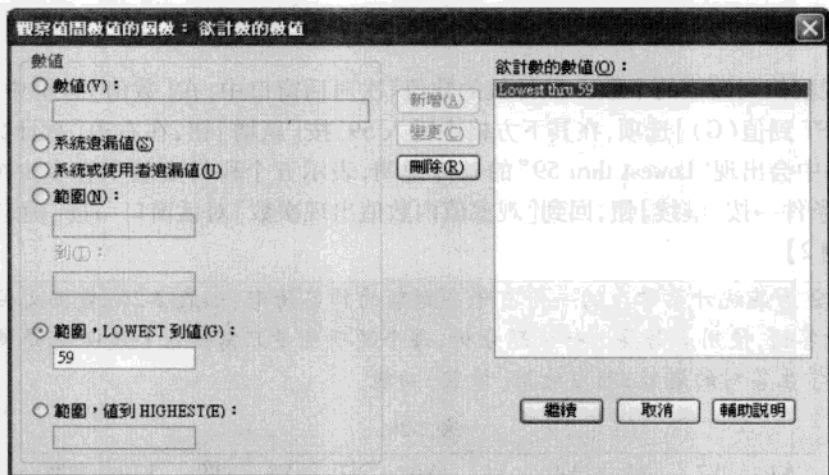 觀察值間數值的個數：欲計數的數值
數值
數值(V)：
系統遺漏值(S)
系統或使用者遺漏值(U)
範圍(N)：
到(T)：
範圍，LOWEST 到值(G)：
59
範圍，值到 HIGHEST(E)：
新增(A)
變更(C)
刪除(R)
欲計數的數值(O)：
Lowest thru 59
繼續
取消
輔助說明